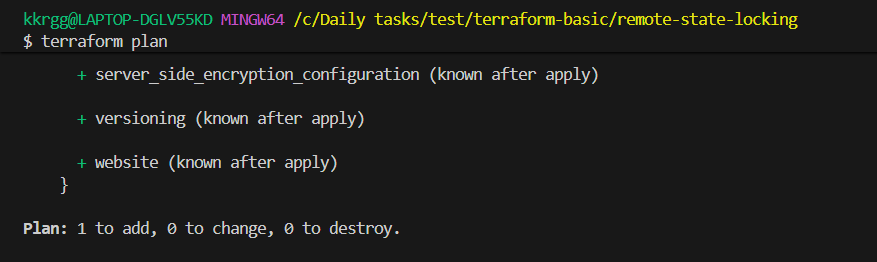 kkrgg@LAPTOP-DGLV55KD MINGW64 /c/Daily tasks/test/terraform-basic/remote-state-locking
$ terraform plan
+ server_side_encryption_configuration (known after apply)
+ versioning (known after apply)
+ website (known after apply)
}
Plan: 1 to add, 0 to change, 0 to destroy.